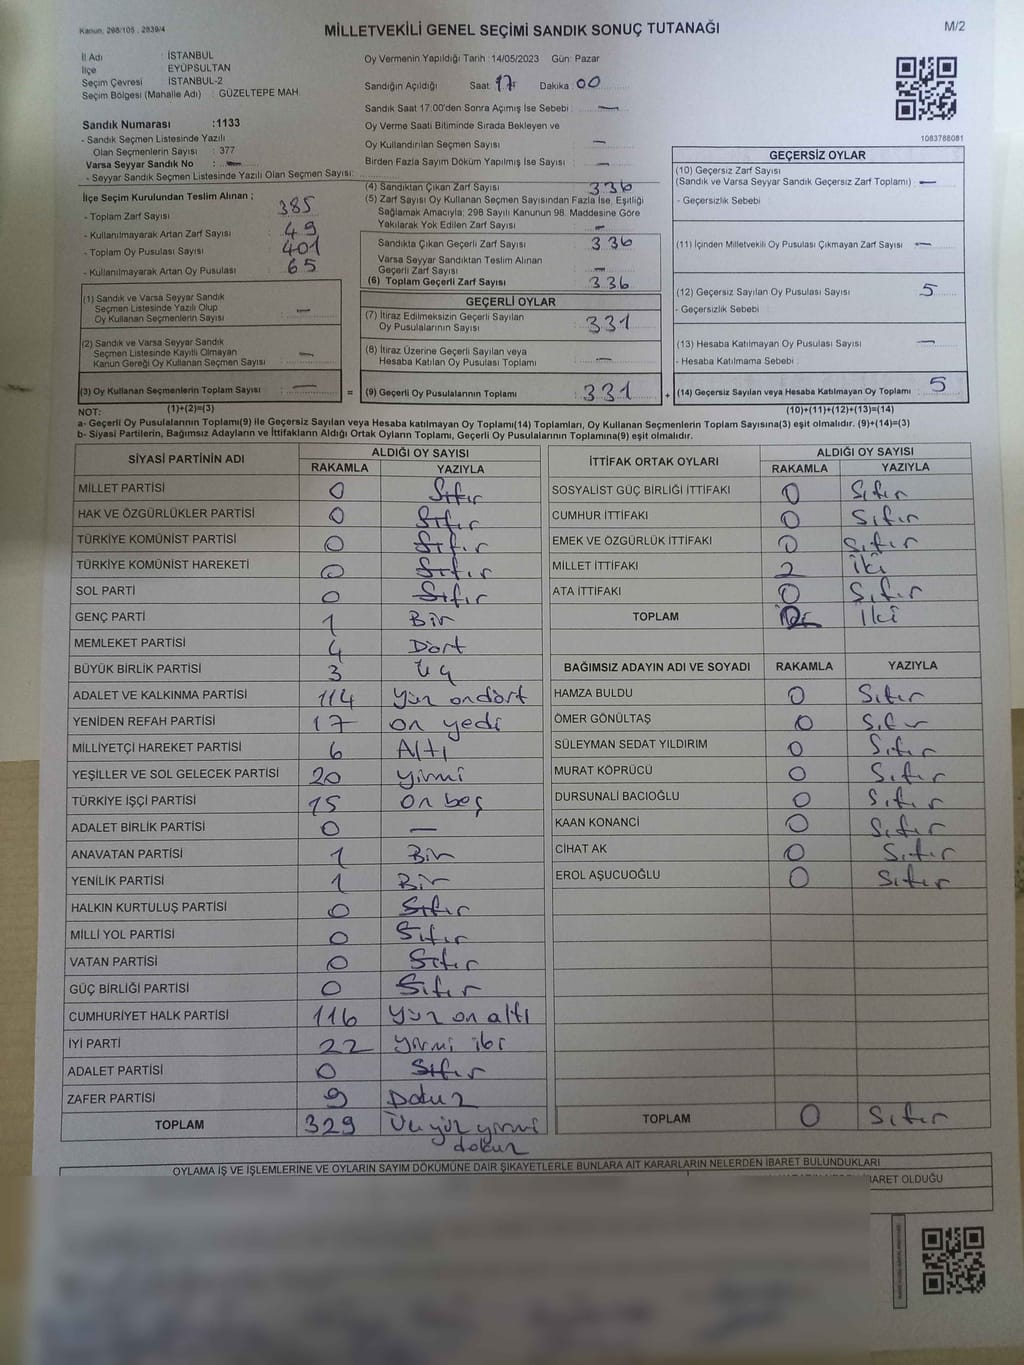 Kanun: 298/105 , 2839/4
MİLLETVEKİLİ GENEL SEÇİMİ SANDIK SONUÇ TUTANAĞI
M/2
İl Adı : İSTANBUL
İlçe EYÜPSULTAN
Seçim Çevresi : İSTANBUL-2
Seçim Bölgesi (Mahalle Adı) : GÜZELTEPE MAH.
Oy Vermenin Yapıldığı Tarih :14/05/2023 Gün: Pazar
Sandığın Açıldığı Saat: 17 Dakika: 00
Sandık Saat 17:00'den Sonra Açımış İse Sebebi : —
Oy Verme Saati Bitiminde Sırada Bekleyen ve
Oy Kullandırılan Seçmen Sayısı : —
Birden Fazla Sayım Döküm Yapılmış İse Sayısı : —
1083788081
Sandık Numarası :1133
- Sandık Seçmen Listesinde Yazılı
Olan Seçmenlerin Sayısı : 377
Varsa Seyyar Sandık No : —
- Seyyar Sandık Seçmen Listesinde Yazılı Olan Seçmen Sayısı:
İlçe Seçim Kurulundan Teslim Alınan ;
- Toplam Zarf Sayısı : 385
- Kullanılmayarak Artan Zarf Sayısı : 49
- Toplam Oy Pusulası Sayısı : 401
- Kullanılmayarak Artan Oy Pusulası : 65
(1) Sandık ve Varsa Seyyar Sandık
Seçmen Listesinde Yazılı Olup
Oy Kullanan Seçmenlerin Sayısı : —
(2) Sandık ve Varsa Seyyar Sandık
Seçmen Listesinde Kayıtlı Olmayan
Kanun Gereği Oy Kullanan Seçmen Sayısı : —
(3) Oy Kullanan Seçmenlerin Toplam Sayısı : —
(1)+(2)=(3)
(4) Sandıktan Çıkan Zarf Sayısı : 336
(5) Zarf Sayısı Oy Kullanan Seçmen Sayısından Fazla İse, Eşitliği
Sağlamak Amacıyla; 298 Sayılı Kanunun 98. Maddesine Göre
Yakılarak Yok Edilen Zarf Sayısı : —
Sandıkta Çıkan Geçerli Zarf Sayısı : 336
Varsa Seyyar Sandıktan Teslim Alınan
Geçerli Zarf Sayısı : —
(6) Toplam Geçerli Zarf Sayısı : 336
GEÇERLİ OYLAR
(7) İtiraz Edilmeksizin Geçerli Sayılan
Oy Pusulalarının Sayısı : 331
(8) İtiraz Üzerine Geçerli Sayılan veya
Hesaba Katılan Oy Pusulası Toplamı : —
= (9) Geçerli Oy Pusulalarının Toplamı : 331
GEÇERSİZ OYLAR
(10) Geçersiz Zarf Sayısı
(Sandık ve Varsa Seyyar Sandık Geçersiz Zarf Toplamı) : —
- Geçersizlik Sebebi :
(11) İçinden Milletvekili Oy Pusulası Çıkmayan Zarf Sayısı : —
(12) Geçersiz Sayılan Oy Pusulası Sayısı : 5
- Geçersizlik Sebebi :
(13) Hesaba Katılmayan Oy Pusulası Sayısı : —
- Hesaba Katılmama Sebebi :
+ (14) Geçersiz Sayılan veya Hesaba Katılmayan Oy Toplamı : 5
(10)+(11)+(12)+(13)=(14)
NOT:
a- Geçerli Oy Pusulalarının Toplamı(9) ile Geçersiz Sayılan veya Hesaba Katılmayan Oy Toplamı(14) Toplamları, Oy Kullanan Seçmenlerin Toplam Sayısına(3) eşit olmalıdır. (9)+(14)=(3)
b- Siyasi Partilerin, Bağımsız Adayların ve İttifakların Aldığı Ortak Oyların Toplamı, Geçerli Oy Pusulalarının Toplamına(9) eşit olmalıdır.
SİYASİ PARTİNİN ADI ALDIĞI OY SAYISI
RAKAMLA YAZIYLA
MİLLET PARTİSİ 0 Sıfır
HAK VE ÖZGÜRLÜKLER PARTİSİ 0 Sıfır
TÜRKİYE KOMÜNİST PARTİSİ 0 Sıfır
TÜRKİYE KOMÜNİST HAREKETİ 0 Sıfır
SOL PARTİ 0 Sıfır
GENÇ PARTİ 1 Bir
MEMLEKET PARTİSİ 4 Dört
BÜYÜK BİRLİK PARTİSİ 3 Üç
ADALET VE KALKINMA PARTİSİ 114 Yüz ondört
YENİDEN REFAH PARTİSİ 17 on yedi
MİLLİYETÇİ HAREKET PARTİSİ 6 Altı
YEŞİLLER VE SOL GELECEK PARTİSİ 20 yirmi
TÜRKİYE İŞÇİ PARTİSİ 15 on beş
ADALET BİRLİK PARTİSİ 0 —
ANAVATAN PARTİSİ 1 Bir
YENİLİK PARTİSİ 1 Bir
HALKIN KURTULUŞ PARTİSİ 0 Sıfır
MİLLİ YOL PARTİSİ 0 Sıfır
VATAN PARTİSİ 0 Sıfır
GÜÇ BİRLİĞİ PARTİSİ 0 Sıfır
CUMHURİYET HALK PARTİSİ 116 Yüz on altı
İYİ PARTİ 22 yirmi iki
ADALET PARTİSİ 0 Sıfır
ZAFER PARTİSİ 9 Dokuz
TOPLAM 329 Üçyüz yirmi
dokuz
İTTİFAK ORTAK OYLARI ALDIĞI OY SAYISI
RAKAMLA YAZIYLA
SOSYALİST GÜÇ BİRLİĞİ İTTİFAKI 0 Sıfır
CUMHUR İTTİFAKI 0 Sıfır
EMEK VE ÖZGÜRLÜK İTTİFAKI 0 Sıfır
MİLLET İTTİFAKI 2 İki
ATA İTTİFAKI 0 Sıfır
TOPLAM İki
BAĞIMSIZ ADAYIN ADI VE SOYADI RAKAMLA YAZIYLA
HAMZA BULDU 0 Sıfır
ÖMER GÖNÜLTAŞ 0 Sıfır
SÜLEYMAN SEDAT YILDIRIM 0 Sıfır
MURAT KÖPRÜCÜ 0 Sıfır
DURSUNALİ BACIOĞLU 0 Sıfır
KAAN KONANCİ 0 Sıfır
CİHAT AK 0 Sıfır
EROL AŞUCUOĞLU 0 Sıfır
TOPLAM 0 Sıfır
OYLAMA İŞ VE İŞLEMLERİNE VE OYLARIN SAYIM DÖKÜMÜNE DAİR ŞİKAYETLERLE BUNLARA AİT KARARLARIN NELERDEN İBARET BULUNDUKLARI
OLDUĞU